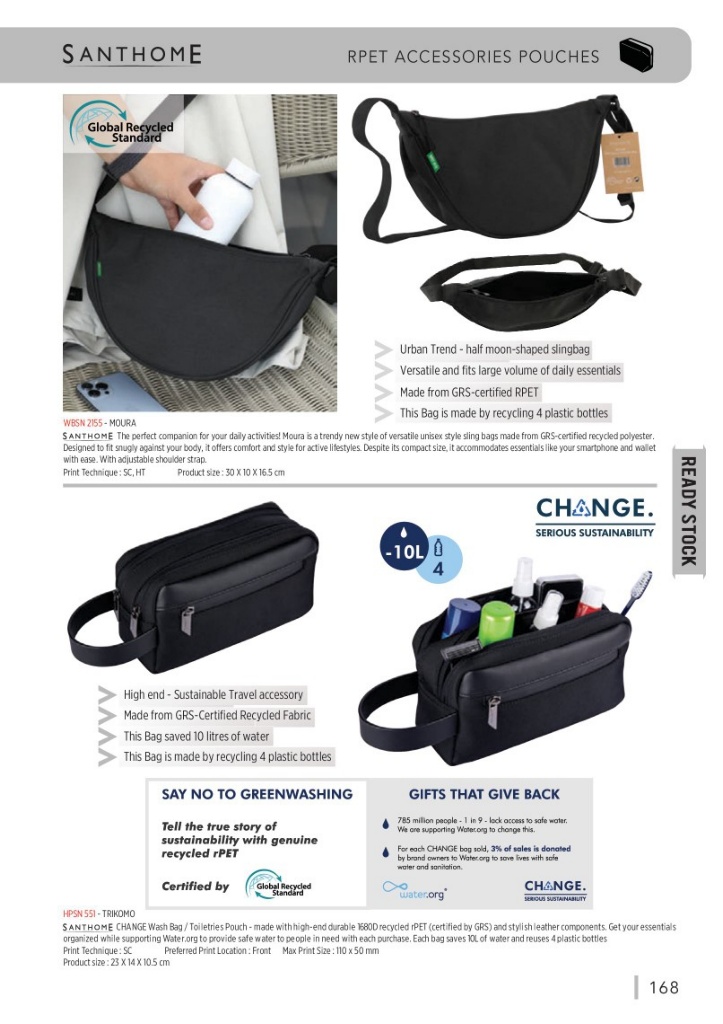 SANTHOME
RPET ACCESSORIES POUCHES
Global Recycled
Standard
Urban Trend - half moon-shaped slingbag
Versatile and fits large volume of daily essentials
Made from GRS-certified RPET
This Bag is made by recycling 4 plastic bottles
WBSN 2155 - MOURA
SANTHOME The perfect companion for your daily activities! Moura is a trendy new style of versatile unisex style sling bags made from GRS-certified recycled polyester.
Designed to fit snugly against your body, it offers comfort and style for active lifestyles. Despite its compact size, it accommodates essentials like your smartphone and wallet
with ease. With adjustable shoulder strap.
Print Technique : SC, HT Product size : 30 X 10 X 16.5 cm
READY STOCK
CHANGE.
SERIOUS SUSTAINABILITY
-10L
4
High end - Sustainable Travel accessory
Made from GRS-Certified Recycled Fabric
This Bag saved 10 litres of water
This Bag is made by recycling 4 plastic bottles
SAY NO TO GREENWASHING
Tell the true story of
sustainability with genuine
recycled rPET
Certified by
Global Recycled
Standard
GIFTS THAT GIVE BACK
785 million people - 1 in 9 - lack access to safe water.
We are supporting Water.org to change this.
For each CHANGE bag sold, 3% of sales is donated
by brand owners to Water.org to save lives with safe
water and sanitation.
water.org
CHANGE.
SERIOUS SUSTAINABILITY
HPSN 551 - TRIKOMO
SANTHOME CHANGE Wash Bag / Toiletries Pouch - made with high-end durable 1680D recycled rPET (certified by GRS) and stylish leather components. Get your essentials
organized while supporting Water.org to provide safe water to people in need with each purchase. Each bag saves 10L of water and reuses 4 plastic bottles
Print Technique : SC Preferred Print Location : Front Max Print Size : 110 x 50 mm
Product size : 23 X 14 X 10.5 cm
168